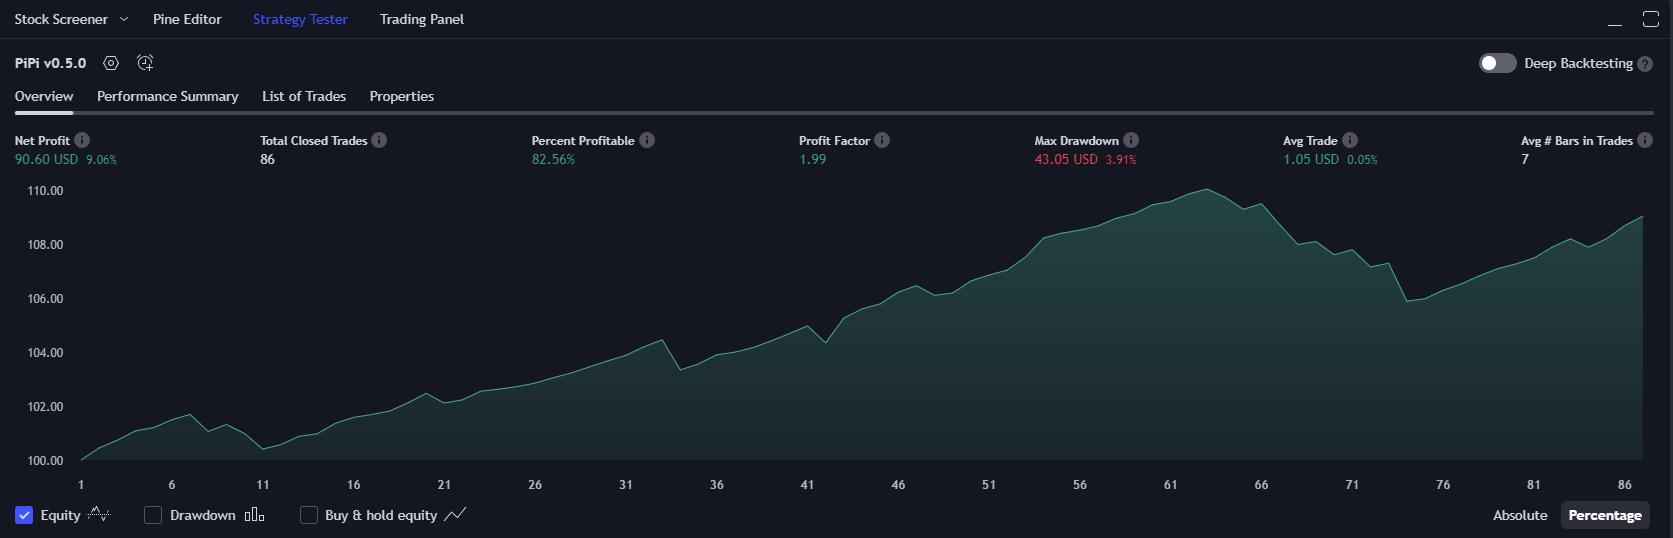 Stock Screener Pine Editor Strategy Tester Trading Panel
PiPi v0.5.0 Deep Backtesting ?
Overview Performance Summary List of Trades Properties
Net Profit Total Closed Trades Percent Profitable Profit Factor Max Drawdown Avg Trade Avg # Bars in Trades
90.60 USD 9.06% 86 82.56% 1.99 43.05 USD 3.91% 1.05 USD 0.05% 7
110.00
108.00
106.00
104.00
102.00
100.00
1 6 11 16 21 26 31 36 41 46 51 56 61 66 71 76 81 86
Equity Drawdown Buy & hold equity Absolute Percentage